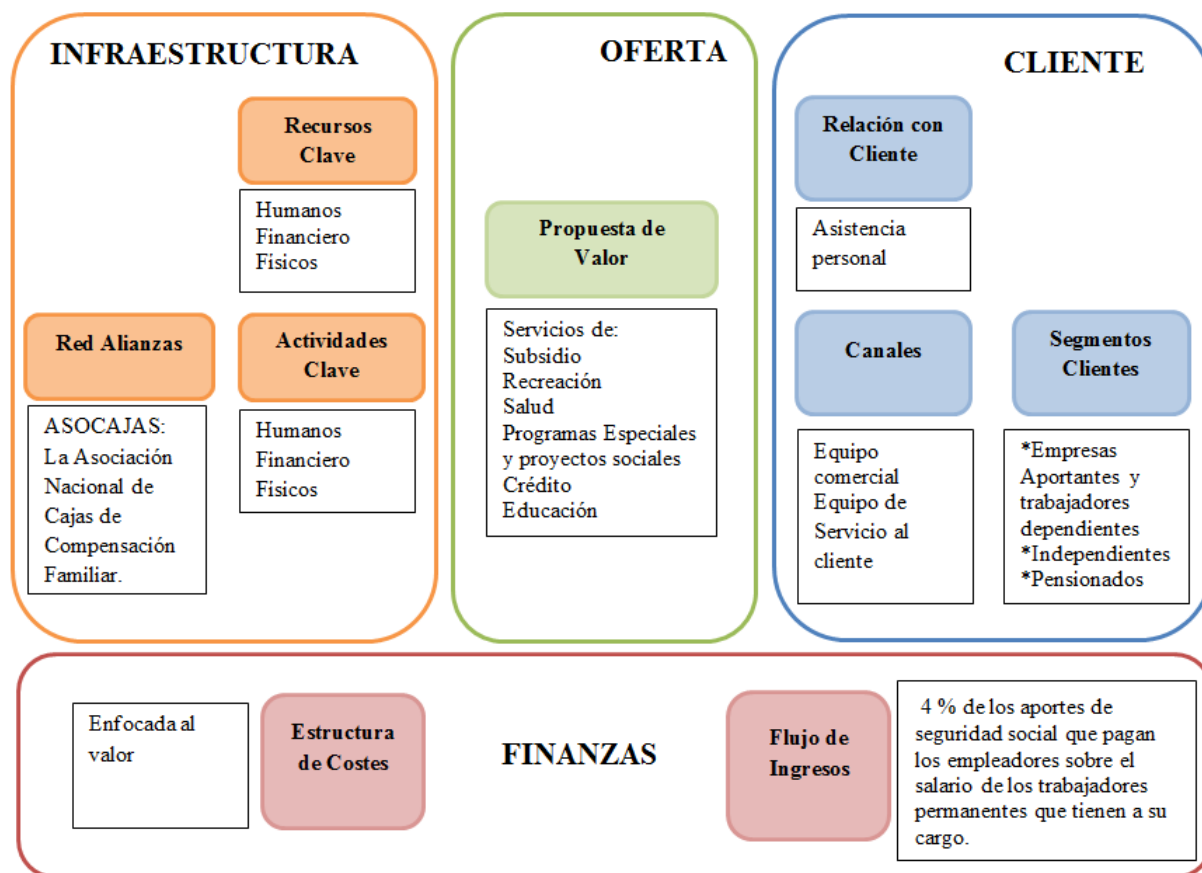 INFRAESTRUCTURA
Recursos
Clave
Humanos
Financiero
Físicos
Red Alianzas
ASOCAJAS:
La Asociación
Nacional de
Cajas de
Compensación
Familiar.
Actividades
Clave
Humanos
Financiero
Físicos
OFERTA
Propuesta de
Valor
Servicios de:
Subsidio
Recreación
Salud
Programas Especiales
y proyectos sociales
Crédito
Educación
CLIENTE
Relación con
Cliente
Asistencia
personal
Canales
Equipo
comercial
Equipo de
Servicio al
cliente
Segmentos
Clientes
*Empresas
Aportantes y
trabajadores
dependientes
*Independientes
*Pensionados
Enfocada al
valor
Estructura
de Costes
FINANZAS
Flujo de
Ingresos
4 % de los aportes de
seguridad social que pagan
los empleadores sobre el
salario de los trabajadores
permanentes que tienen a su
cargo.